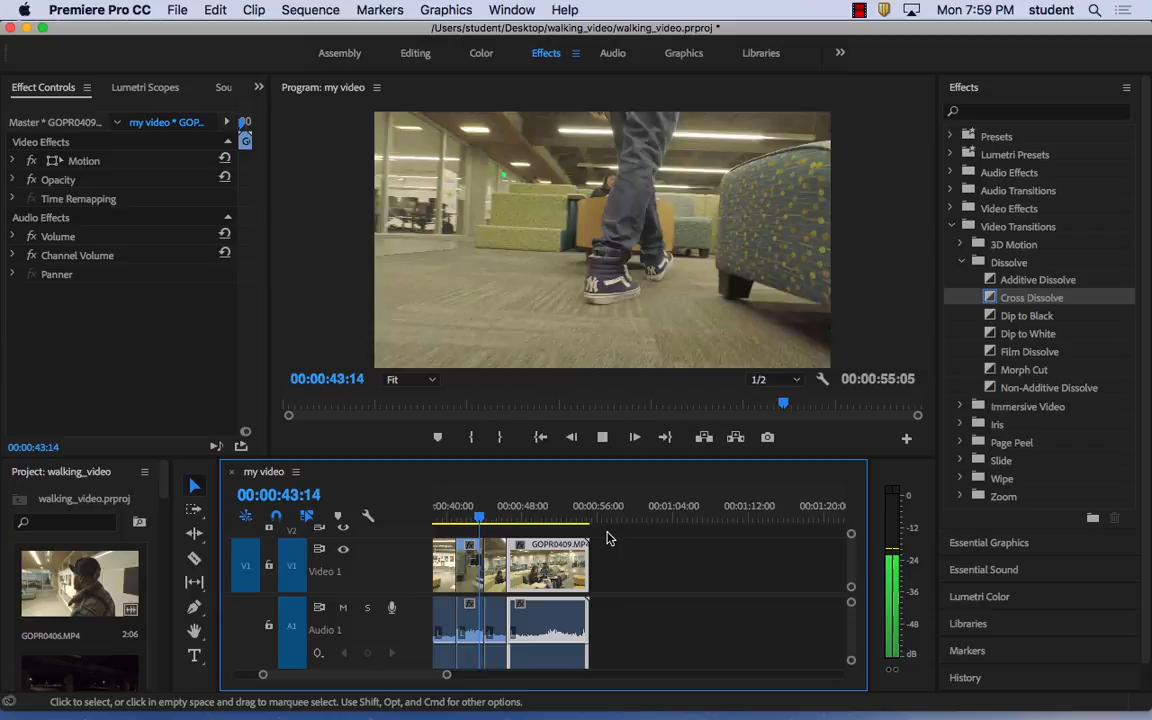 Premiere Pro CC File Edit Clip Sequence Markers Graphics Window Help Mon 7:59 PM student
/Users/student/Desktop/walking_video/walking_video.prproj *
Assembly Editing Color Effects Audio Graphics Libraries
Effect Controls Lumetri Scopes Sou
Program: my video
Effects
Master * GOPR0409... my video * GOP...
Video Effects
fx Motion
fx Opacity
fx Time Remapping
Audio Effects
fx Volume
fx Channel Volume
Panner
00:00:43:14
Presets
Lumetri Presets
Audio Effects
Audio Transitions
Video Effects
Video Transitions
3D Motion
Dissolve
Additive Dissolve
Cross Dissolve
Dip to Black
Dip to White
Film Dissolve
Morph Cut
Non-Additive Dissolve
Immersive Video
Iris
Page Peel
Slide
Wipe
Zoom
00:00:43:14 Fit 1/2 00:00:55:05
Project: walking_video
walking_video.prproj
GOPR0406.MP4 2:06
my video
00:00:43:14
:00:40:00 00:00:48:00 00:00:56:00 00:01:04:00 00:01:12:00 00:01:20:00
V2
V1 V1 Video 1
fx fx GOPR0409.MP4
A1 M S
Audio 1
fx fx
0
-12
-24
-36
-48
dB
Essential Graphics
Essential Sound
Lumetri Color
Libraries
Markers
History
Click to select, or click in empty space and drag to marquee select. Use Shift, Opt, and Cmd for other options.